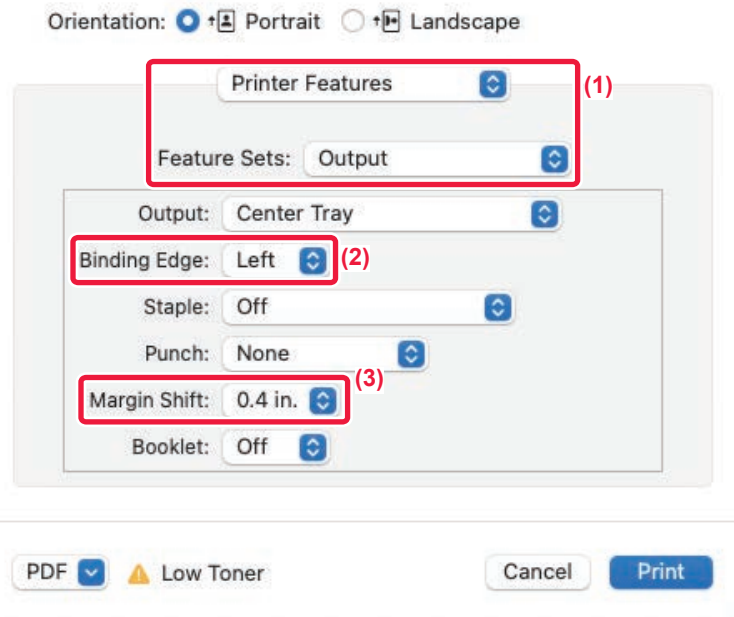 Orientation: Portrait Landscape
Printer Features (1)
Feature Sets: Output
Output: Center Tray
Binding Edge: Left (2)
Staple: Off
Punch: None
(3)
Margin Shift: 0.4 in.
Booklet: Off
PDF Low Toner Cancel Print